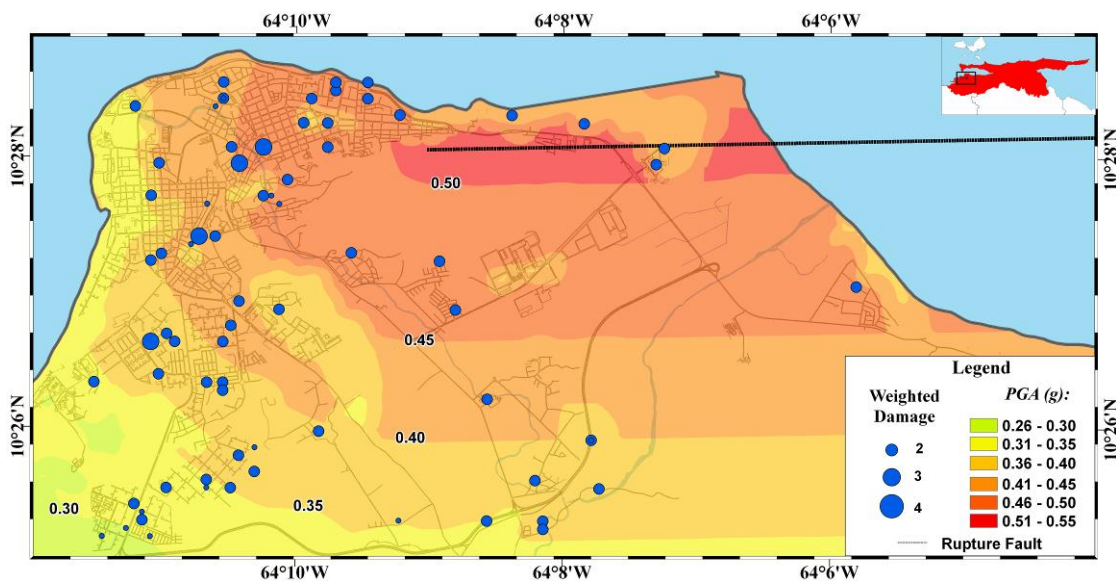 64°10'W 64°8'W 64°6'W
10°28'N 10°28'N
0.50
0.45
Legend
Weighted
Damage
2
3
4
PGA (g):
0.26 - 0.30
0.31 - 0.35
0.36 - 0.40
0.41 - 0.45
0.46 - 0.50
0.51 - 0.55
Rupture Fault
10°26'N 10°26'N
0.40
0.35
0.30
64°10'W 64°8'W 64°6'W